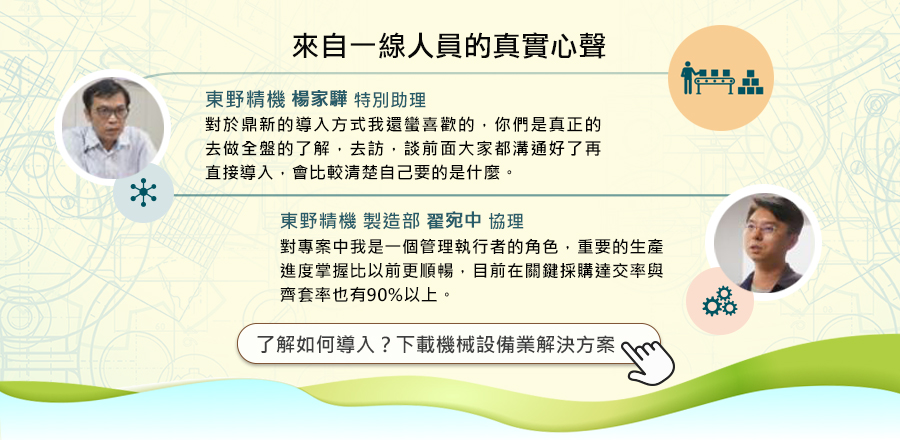 來自一線人員的真實心聲
東野精機 楊家驊 特別助理
對於鼎新的導入方式我還蠻喜歡的，你們是真正的
去做全盤的了解，去訪，談前面大家都溝通好了再
直接導入，會比較清楚自己要的是什麼。
東野精機 製造部 翟宛中 協理
對專案中我是一個管理執行者的角色，重要的生產
進度掌握比以前更順暢，目前在關鍵採購達交率與
齊套率也有90%以上。
了解如何導入？下載機械設備業解決方案